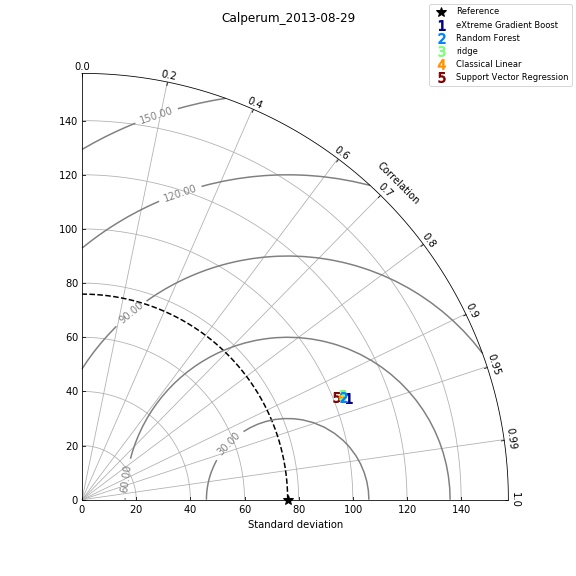 Calperum_2013-08-29
Reference
1 eXtreme Gradient Boost
2 Random Forest
3 ridge
4 Classical Linear
5 Support Vector Regression
0.0
0.2
0.4
0.6
Correlation
0.7
0.8
0.9
0.95
0.99
1.0
150.00
120.00
90.00
30.00
60.00
140
120
100
80
60
40
20
0
5
2
1
0 20 40 60 80 100 120 140
Standard deviation